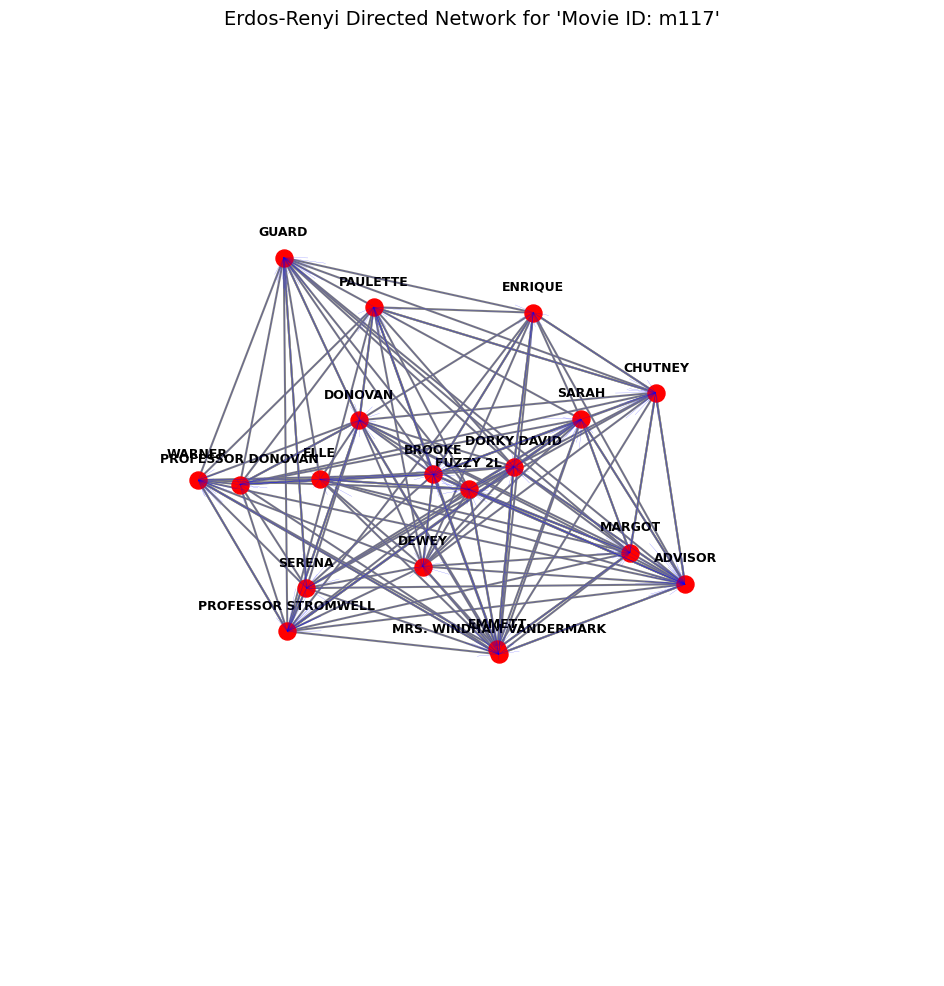 Erdos-Renyi Directed Network for 'Movie ID: m117'
GUARD
PAULETTE
ENRIQUE
CHUTNEY
SARAH
DONOVAN
DORKY DAVID
BROOKE
WARNER
ELLE
PROFESSOR DONOVAN
FUZZY 2L
MARGOT
DEWEY
ADVISOR
SERENA
PROFESSOR STROMWELL
EMMETT
MRS. WINDHAM VANDERMARK